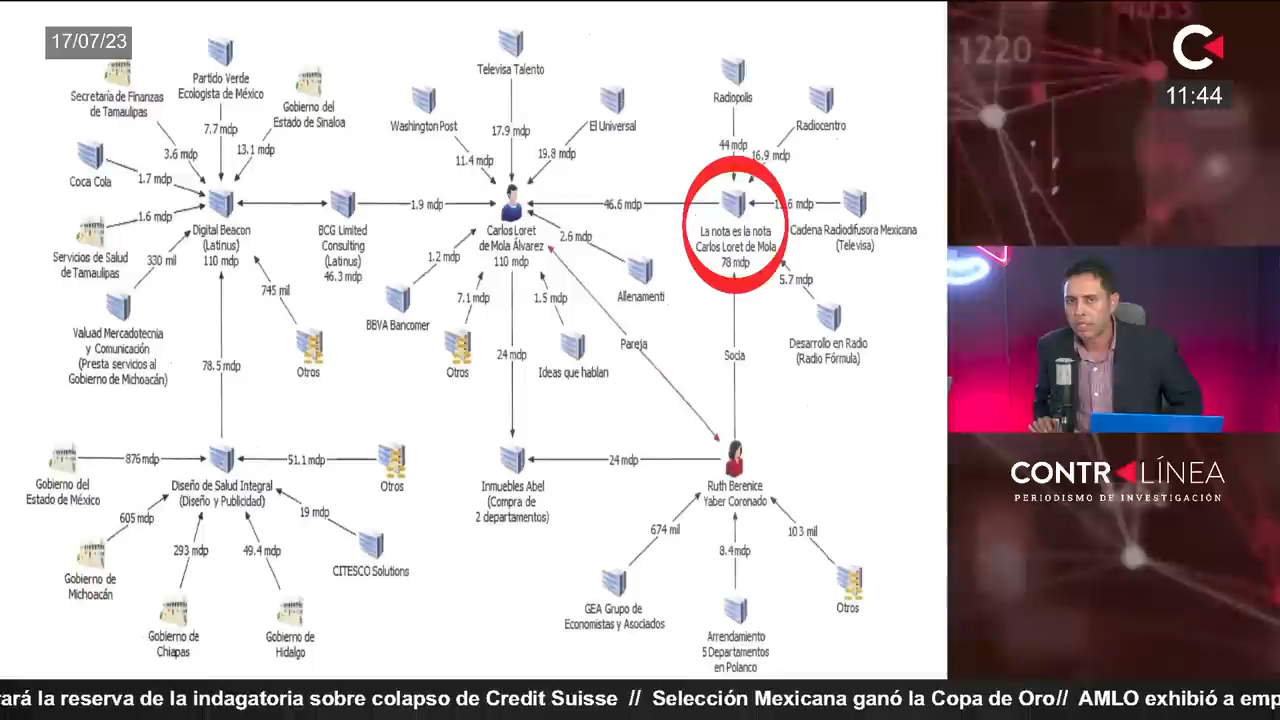 17/07/23
Partido Verde
Ecologista de México
Secretaría de Finanzas
de Tamaulipas
Gobierno del
Estado de Sinaloa
7.7 mdp
3.6 mdp
13.1 mdp
Coca Cola
1.7 mdp
1.6 mdp
Servicios de Salud
de Tamaulipas
330 mil
Digital Beacon
(Latinus)
110 mdp
BCG Limited
Consulting
(Latinus)
46.3 mdp
Valuad Mercadotecnia
y Comunicación
(Presta servicios al
Gobierno de Michoacán)
745 mil
Otros
78.5 mdp
Televisa Talento
Washington Post
El Universal
17.9 mdp
11.4 mdp
19.8 mdp
1.9 mdp
46.6 mdp
Carlos Loret
de Mola Álvarez
110 mdp
2.6 mdp
Allenamenti
1.2 mdp
BBVA Bancomer
7.1 mdp
Otros
1.5 mdp
Ideas que hablan
24 mdp
Pareja
Radiopolis
Radiocentro
44 mdp
16.9 mdp
La nota es la nota
Carlos Loret de Mola
78 mdp
Cadena Radiodifusora Mexicana
(Televisa)
5.7 mdp
Desarrollo en Radio
(Radio Fórmula)
Socia
Gobierno del
Estado de México
876 mdp
Diseño de Salud Integral
(Diseño y Publicidad)
51.1 mdp
Otros
605 mdp
Gobierno de
Michoacán
293 mdp
Gobierno de
Chiapas
49.4 mdp
Gobierno de
Hidalgo
19 mdp
CITESCO Solutions
Inmuebles Abel
(Compra de
2 departamentos)
24 mdp
Ruth Berenice
Yaber Coronado
674 mil
GEA Grupo de
Economistas y Asociados
8.4mdp
Arrendamiento
5 Departamentos
en Polanco
103 mil
Otros
1220
11:44
CONTRALÍNEA
PERIODISMO DE INVESTIGACIÓN
la reserva de la indagatoria sobre colapso de Credit Suisse // Selección Mexicana ganó la Copa de Oro// AMLO exhibió a